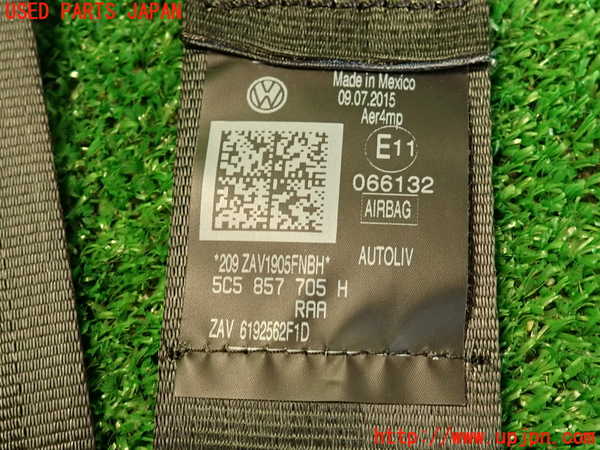 USED PARTS JAPAN
Made in Mexico
09.07.2015
Aer4mp
E11
066132
AIRBAG
AUTOLIV
*209 ZAV1905FNBH*
5C5 857 705 H
RAA
ZAV 6192562F1D
http://www.upjpn.com/